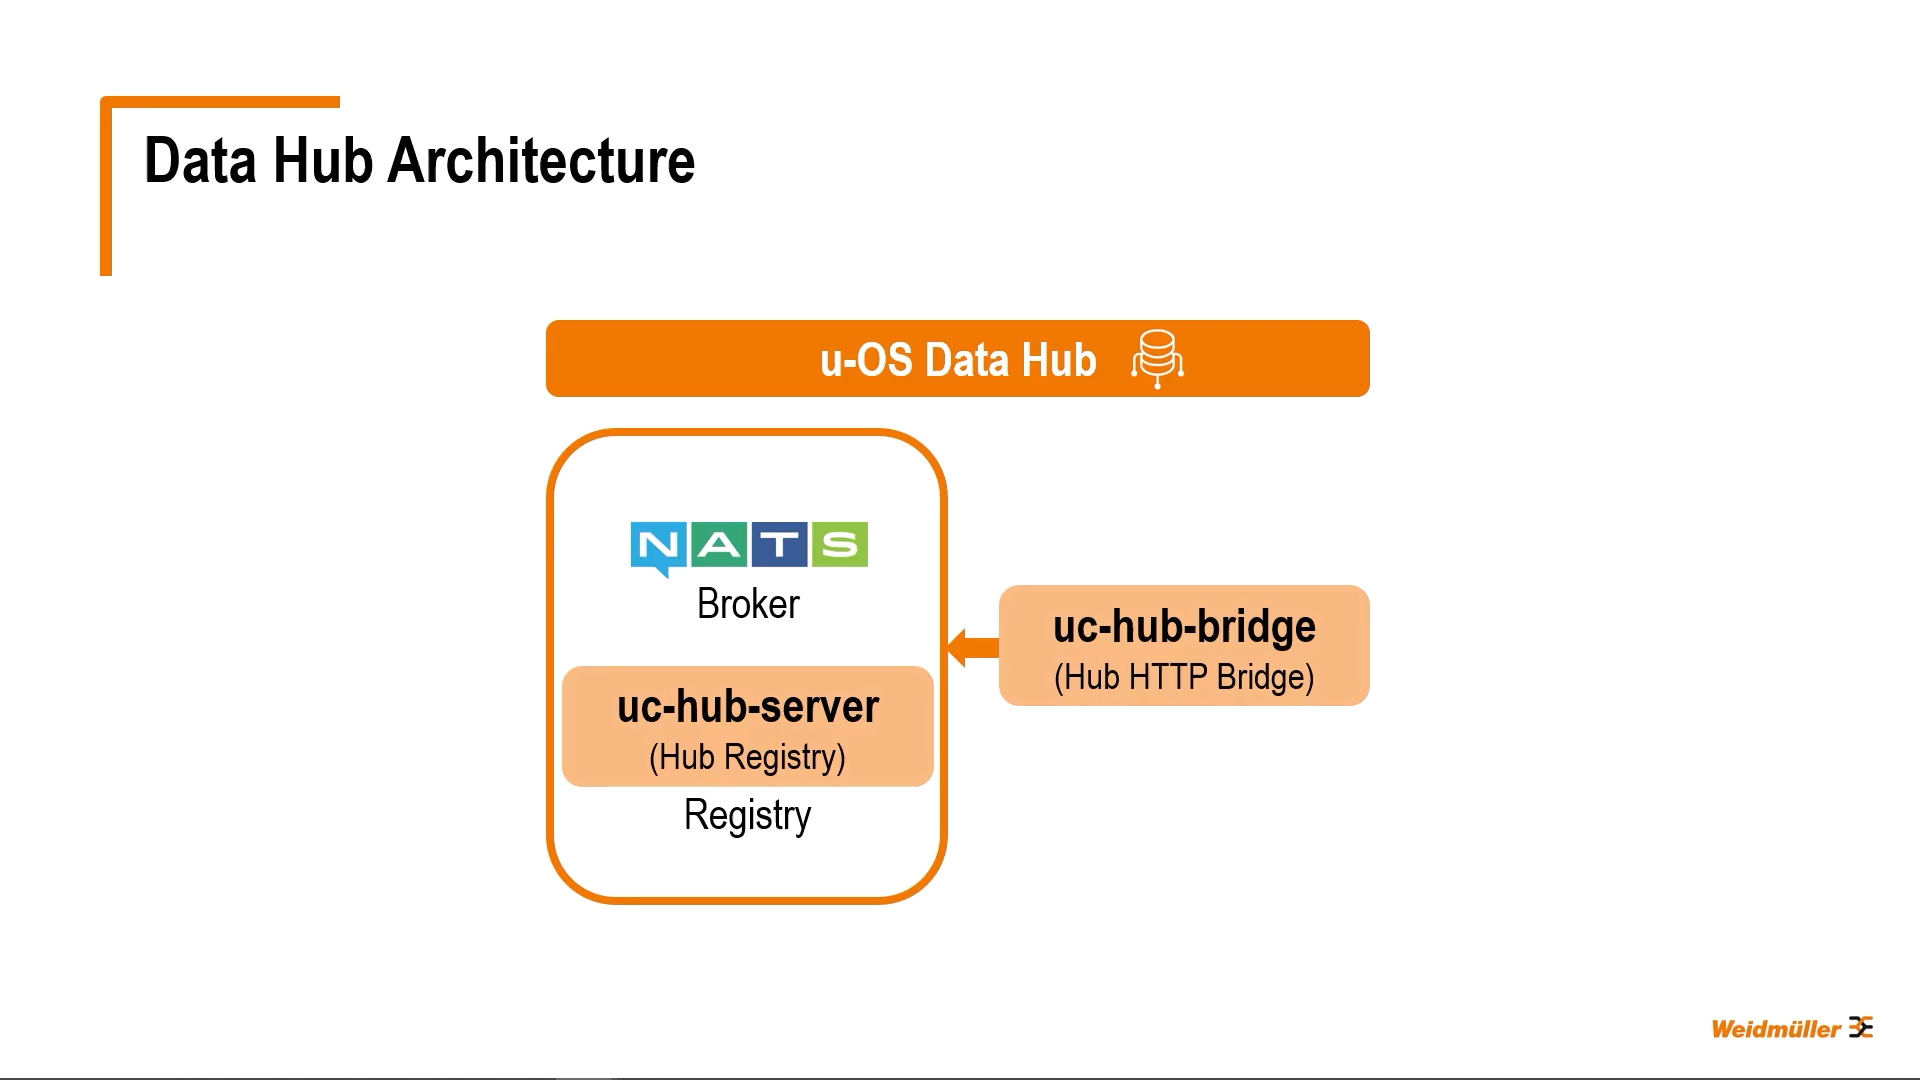 Data Hub Architecture
u-OS Data Hub
NATS
Broker
uc-hub-server
(Hub Registry)
Registry
uc-hub-bridge
(Hub HTTP Bridge)
Weidmüller